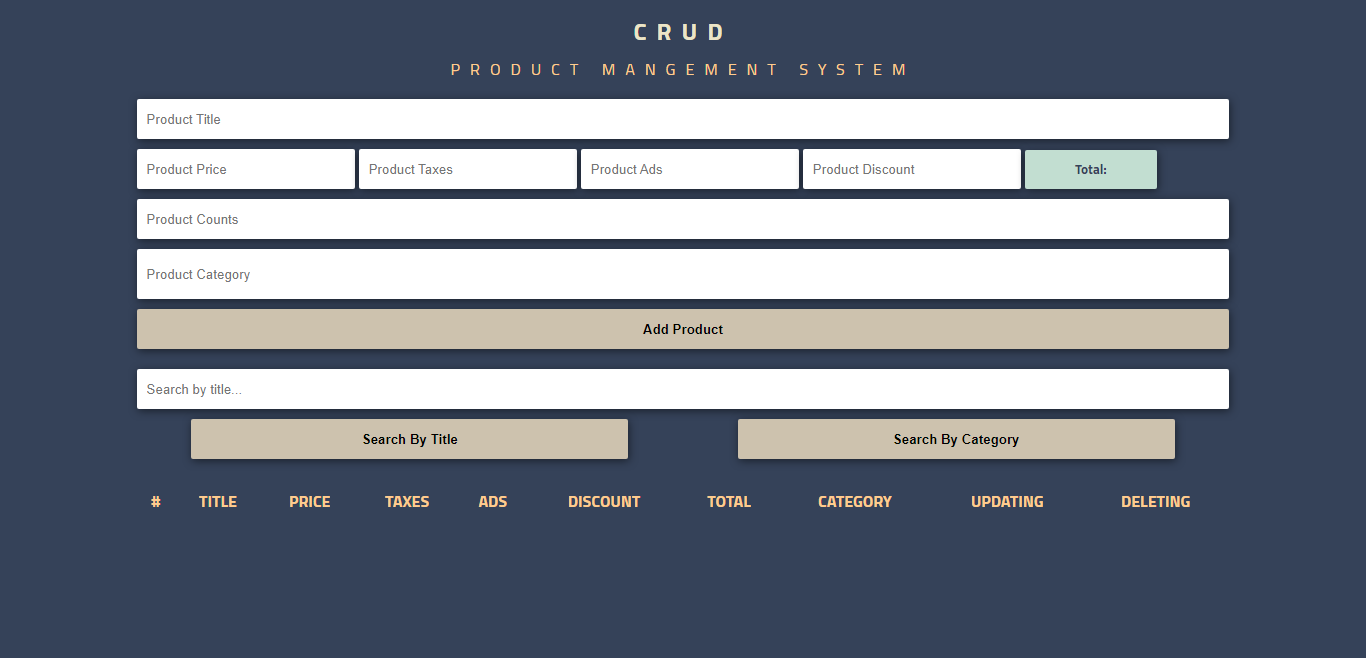 CRUD
PRODUCT MANGEMENT SYSTEM
Product Title
Product Price Product Taxes Product Ads Product Discount Total:
Product Counts
Product Category
Add Product
Search by title...
Search By Title Search By Category
# TITLE PRICE TAXES ADS DISCOUNT TOTAL CATEGORY UPDATING DELETING